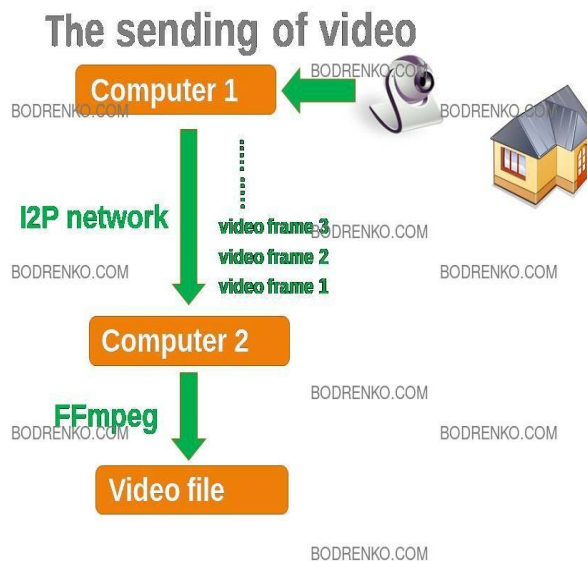 The sending of video
BODRENKO.COM
Computer 1
BODRENKO.COM
BODRENKO.COM
I2P network
video frame 3
BODRENKO.COM
video frame 2
BODRENKO.COM
BODRENKO.COM
video frame 1
Computer 2
BODRENKO.COM
FFmpeg
BODRENKO.COM
BODRENKO.COM
Video file
BODRENKO.COM